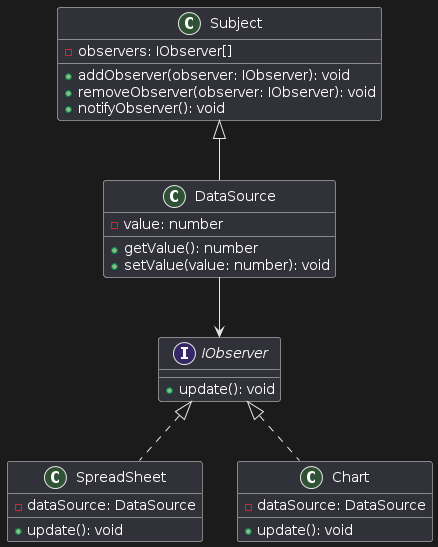 C Subject
observers: IObserver[]
addObserver(observer: IObserver): void
removeObserver(observer: IObserver): void
notifyObserver(): void
C DataSource
value: number
getValue(): number
setValue(value: number): void
I IObserver
update(): void
C SpreadSheet
dataSource: DataSource
update(): void
C Chart
dataSource: DataSource
update(): void